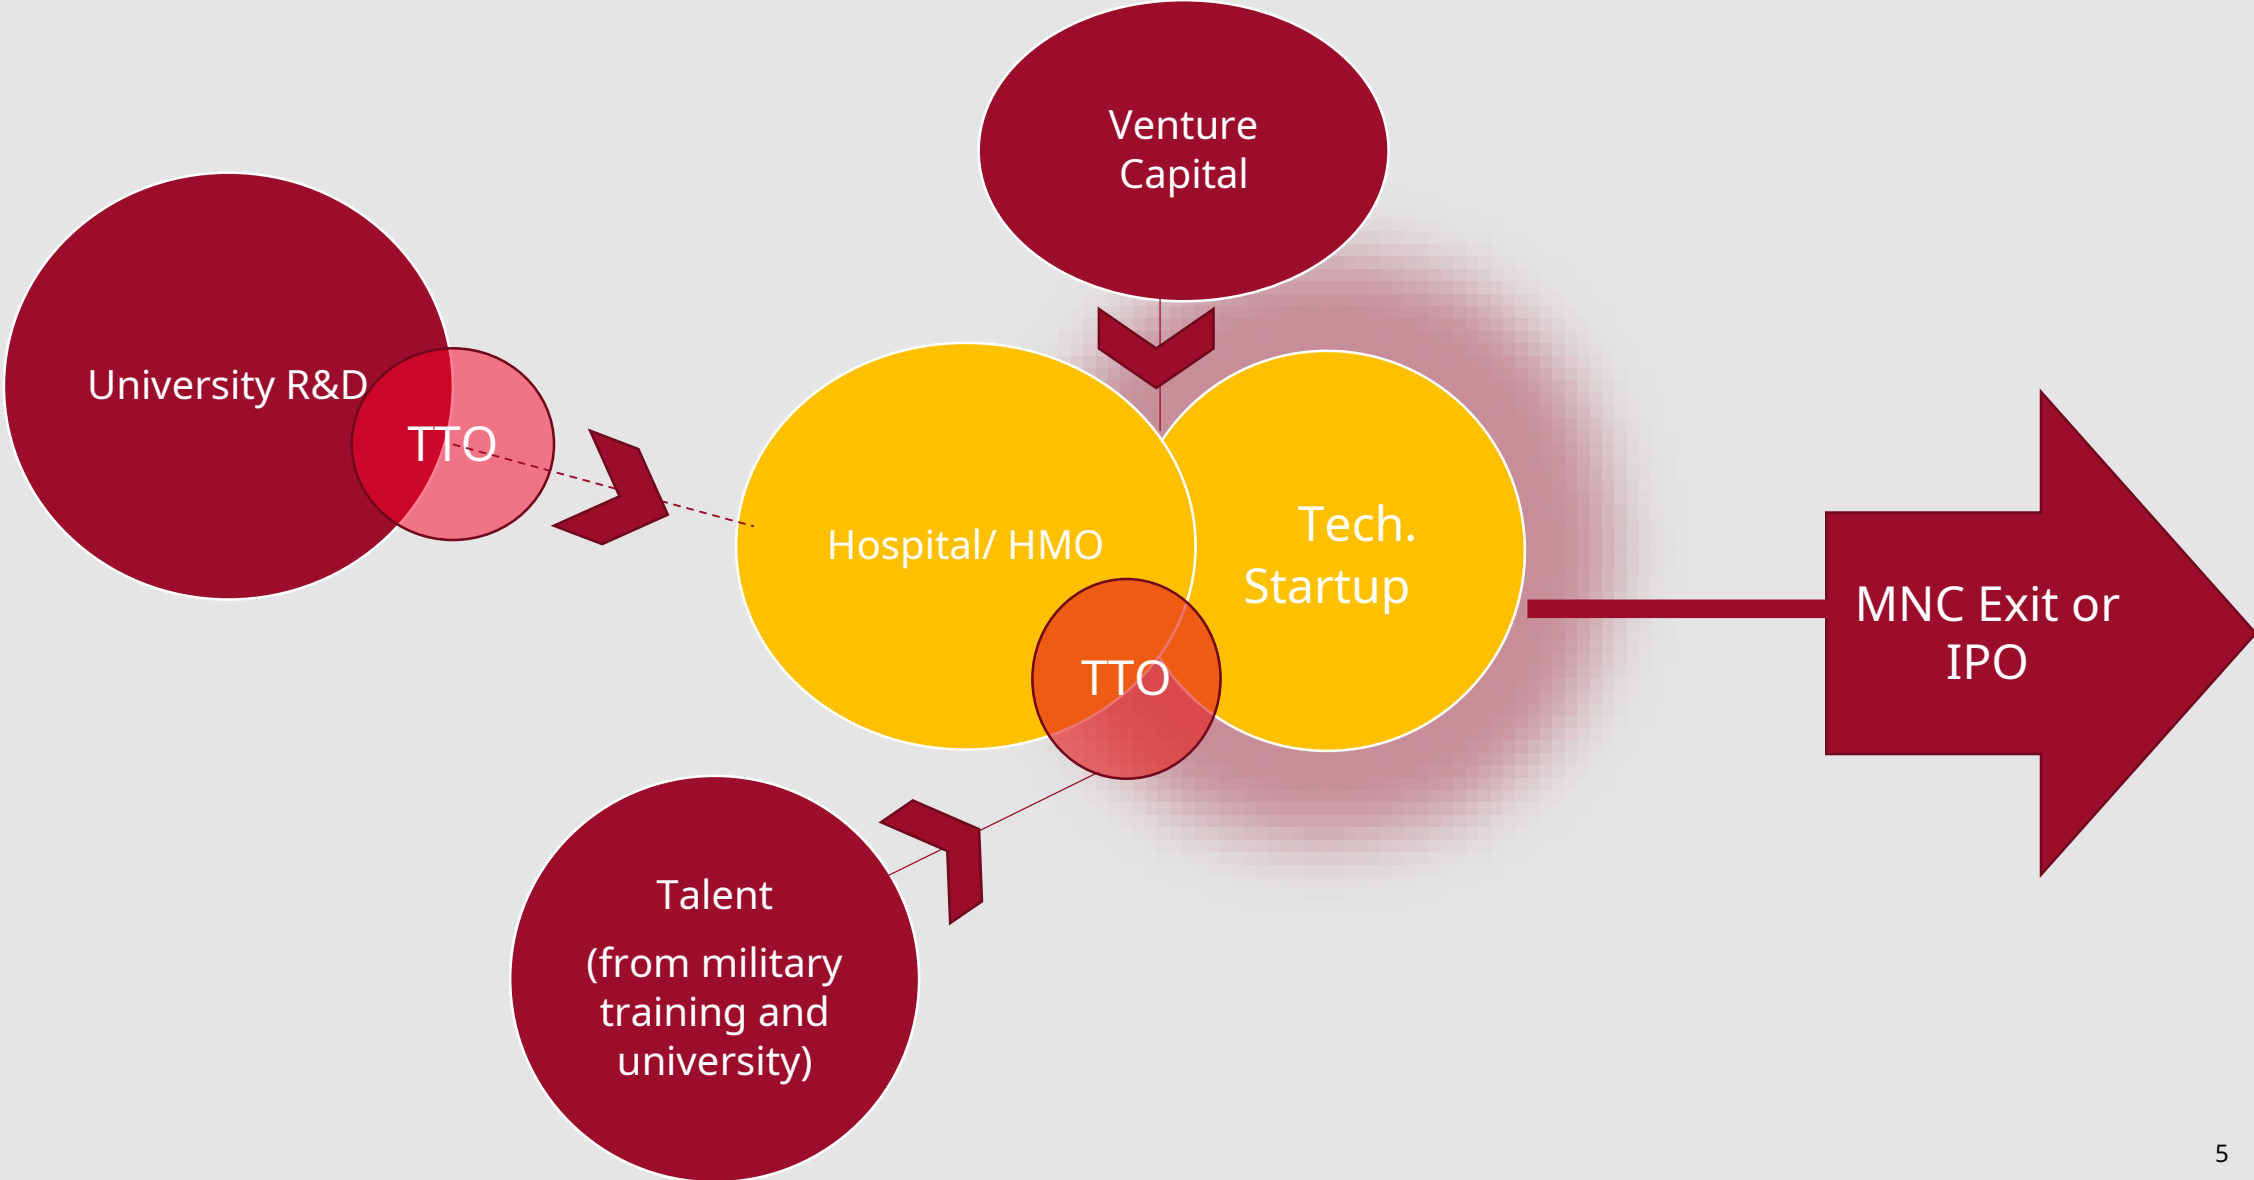 Venture
Capital
University R&D
TTO
Hospital/ HMO
Tech.
Startup
TTO
MNC Exit or
IPO
Talent
(from military
training and
university)
5